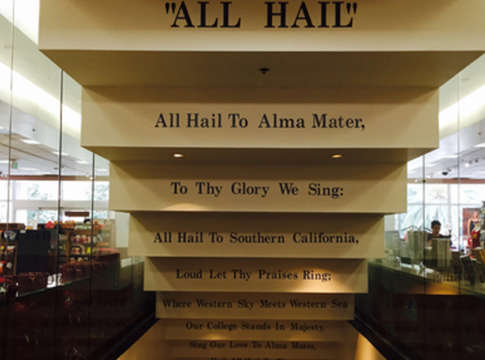 "ALL HAIL"
All Hail To Alma Mater,
To Thy Glory We Sing:
All Hail To Southern California,
Loud Let Thy Praises Ring;
Where Western Sky Meets Western Sea
Our College Stands In Majesty,
Sing Our Love To Alma Mater,